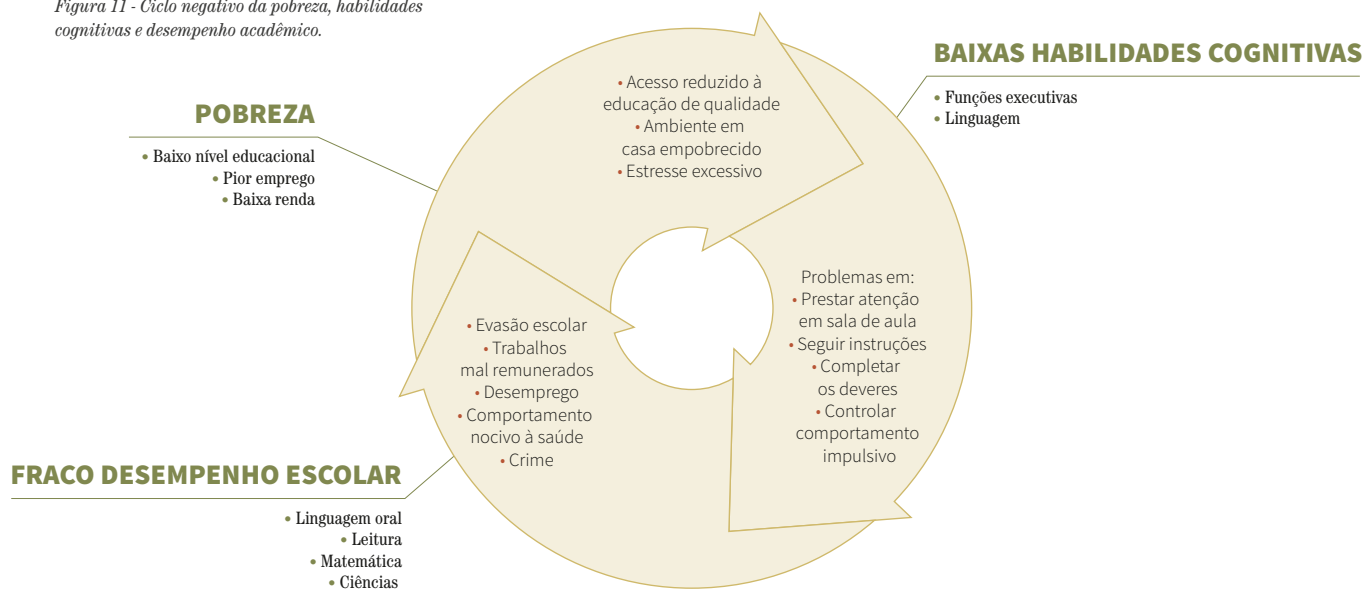 Figura 11 - Ciclo negativo da pobreza, habilidades
cognitivas e desempenho acadêmico.
POBREZA
• Baixo nível educacional
• Pior emprego
• Baixa renda
• Acesso reduzido à
educação de qualidade
• Ambiente em
casa empobrecido
• Estresse excessivo
BAIXAS HABILIDADES COGNITIVAS
• Funções executivas
• Linguagem
Problemas em:
• Prestar atenção
em sala de aula
• Seguir instruções
• Completar
os deveres
• Controlar
comportamento
impulsivo
FRACO DESEMPENHO ESCOLAR
• Linguagem oral
• Leitura
• Matemática
• Ciências
• Evasão escolar
• Trabalhos
mal remunerados
• Desemprego
• Comportamento
nocivo à saúde
• Crime